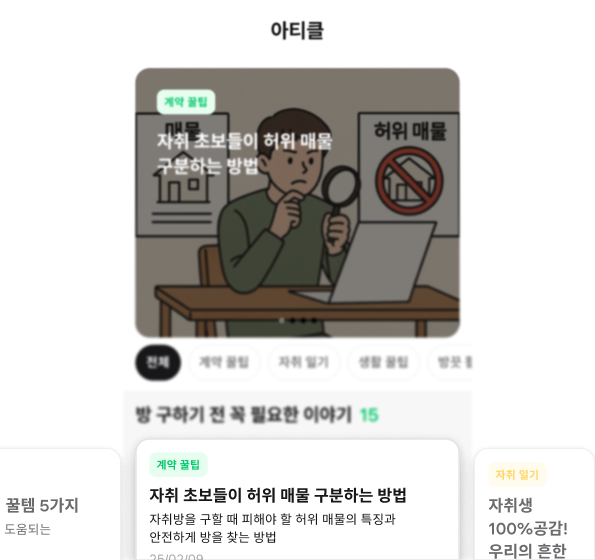 아티클
계약 꿀팁
매물
허위 매물
자취 초보들이 허위 매물
구분하는 방법
전체
계약 꿀팁
자취 일기
생활 꿀팁
방끗
방 구하기 전 꼭 필요한 이야기 15
꿀템 5가지
도움되는
계약 꿀팁
자취 초보들이 허위 매물 구분하는 방법
자취방을 구할 때 피해야 할 허위 매물의 특징과
안전하게 방을 찾는 방법
25/02/09
자취 일기
자취생
100%공감!
우리의 흔한